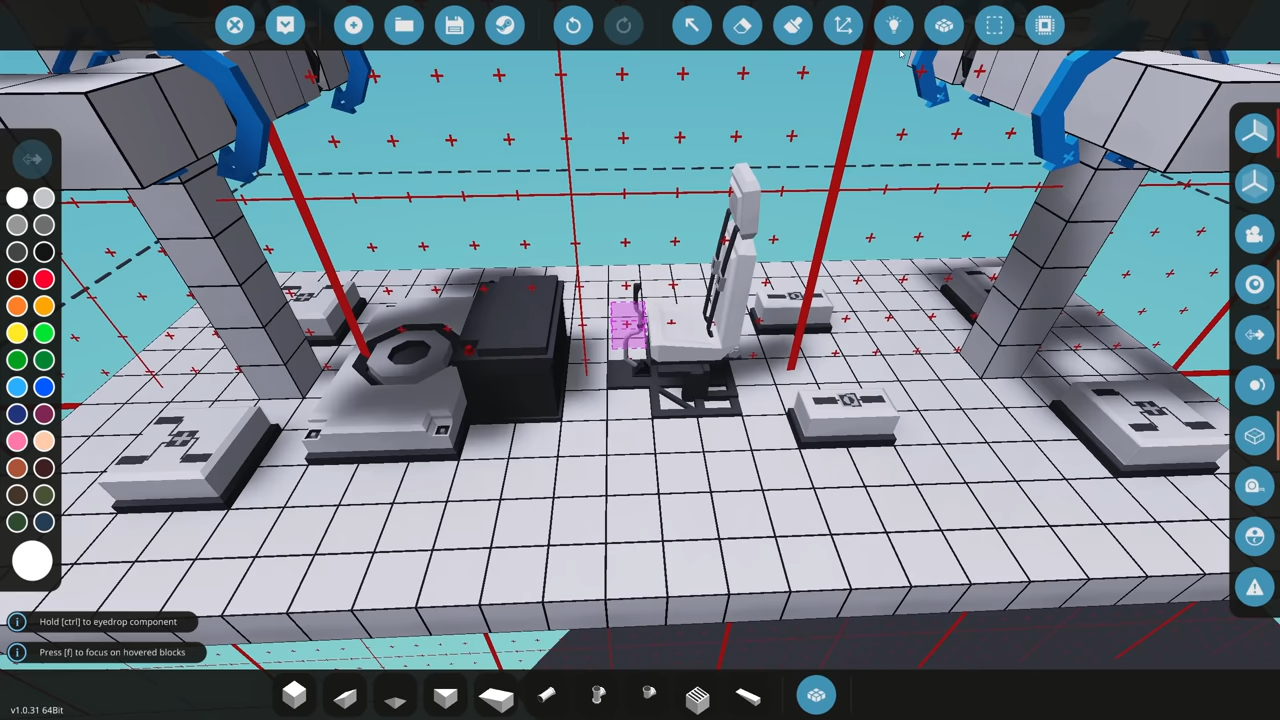 Hold [ctrl] to eyedrop component
Press [f] to focus on hovered blocks
v1.0.31 64Bit